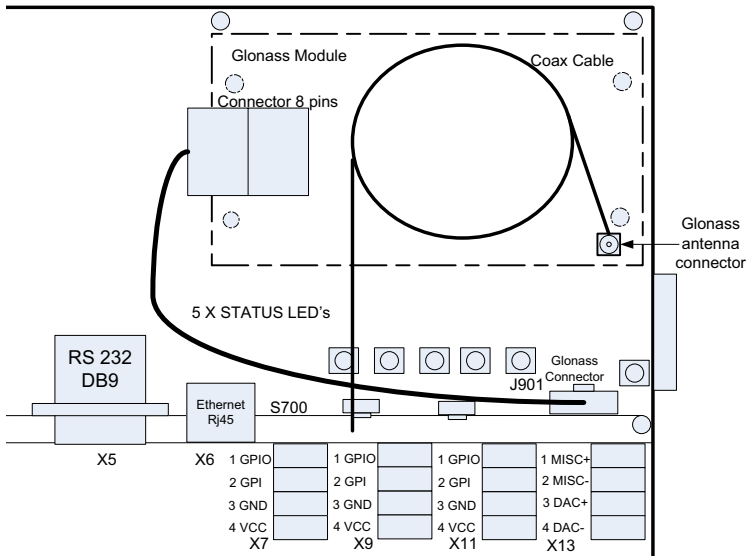 Glonass Module
Coax Cable
Connector 8 pins
Glonass
antenna
connector
5 X STATUS LED's
RS 232
DB9
Glonass
Connector
J901
Ethernet
Rj45
S700
X5
X6
1 GPIO
2 GPI
3 GND
4 VCC
X7
1 GPIO
2 GPI
3 GND
4 VCC
X9
1 GPIO
2 GPI
3 GND
4 VCC
X11
1 MISC+
2 MISC-
3 DAC+
4 DAC-
X13